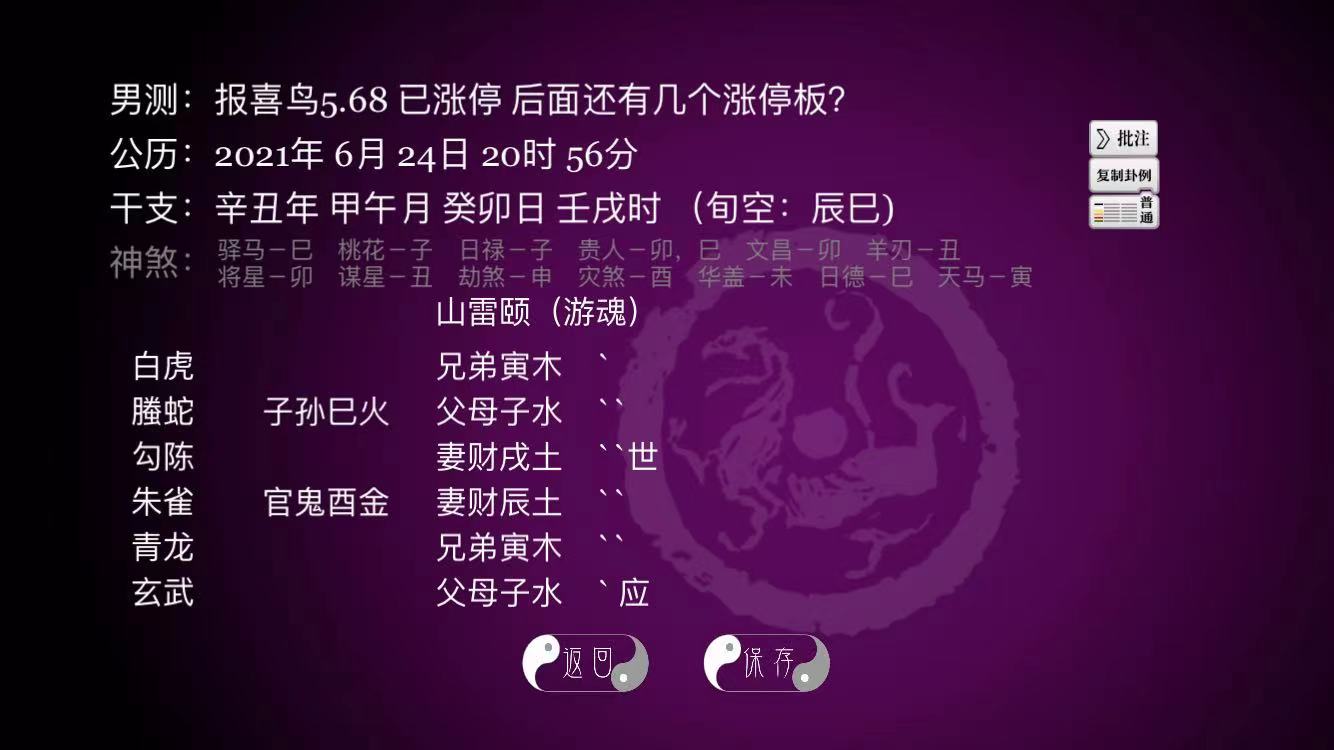 男测：报喜鸟5.68 已涨停 后面还有几个涨停板？
公历：2021年 6月 24日 20时 56分
干支：辛丑年 甲午月 癸卯日 壬戌时 （旬空：辰巳)
神煞：驿马－巳 桃花－子 日禄－子 贵人－卯，巳 文昌－卯 羊刃－丑
将星－卯 谋星－丑 劫煞－申 灾煞－酉 华盖－未 日德－巳 天马－寅
》批注
复制卦例
普通
山雷颐（游魂）
白虎 兄弟寅木 `
螣蛇 子孙巳火 父母子水 ``
勾陈 妻财戌土 ``世
朱雀 官鬼酉金 妻财辰土 ``
青龙 兄弟寅木 ``
玄武 父母子水 ` 应
返回 保存